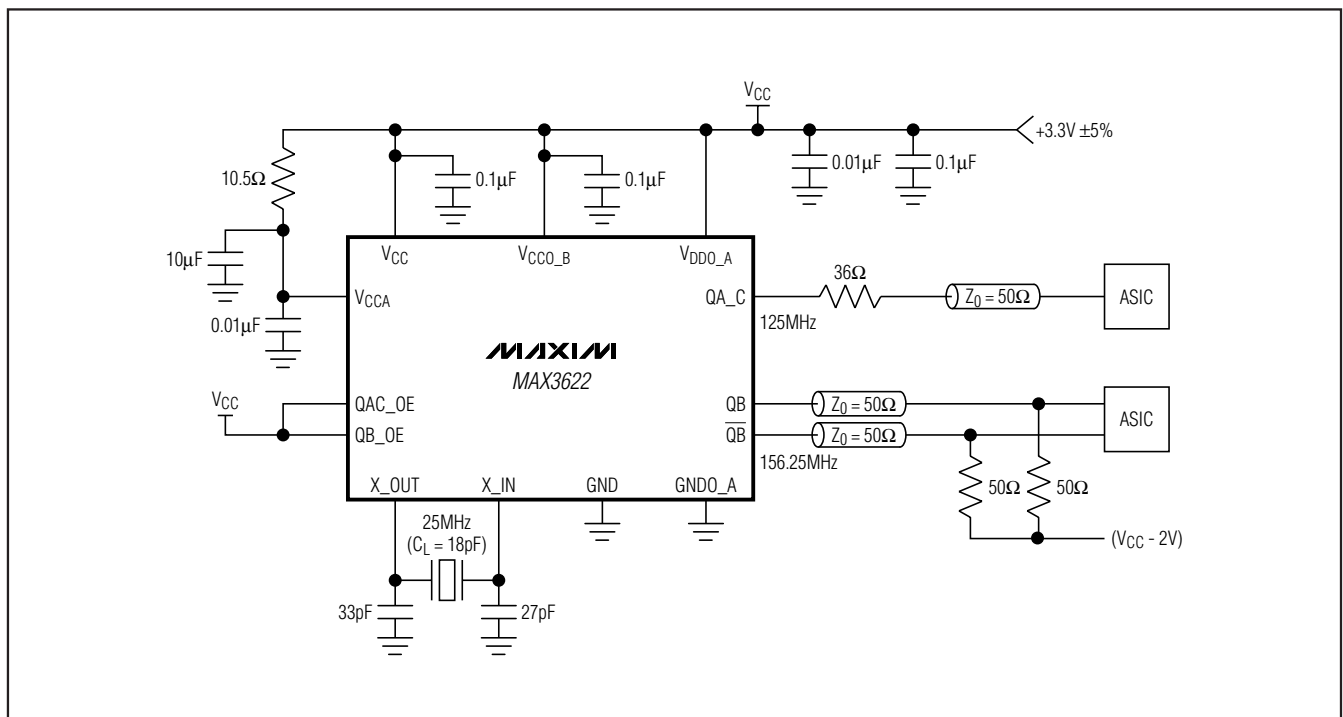 V_CC
+3.3V ±5%
10.5Ω
0.1µF
0.1µF
0.01µF
0.1µF
10µF
V_CC
V_CCO_B
V_DDO_A
V_CCA
QA_C
36Ω
Z_0 = 50Ω
ASIC
125MHz
0.01µF
MAXIM
MAX3622
V_CC
QAC_OE
QB_OE
QB
Z_0 = 50Ω
Q̅B̅
Z_0 = 50Ω
ASIC
156.25MHz
X_OUT
X_IN
GND
GNDO_A
50Ω
50Ω
25MHz
(C_L = 18pF)
(V_CC - 2V)
33pF
27pF